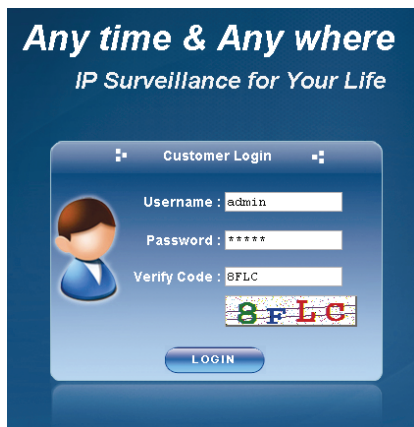 Any time & Any where
IP Surveillance for Your Life
Customer Login
Username : admin
Password : *****
Verify Code : 8FLC
8FLC
LOGIN